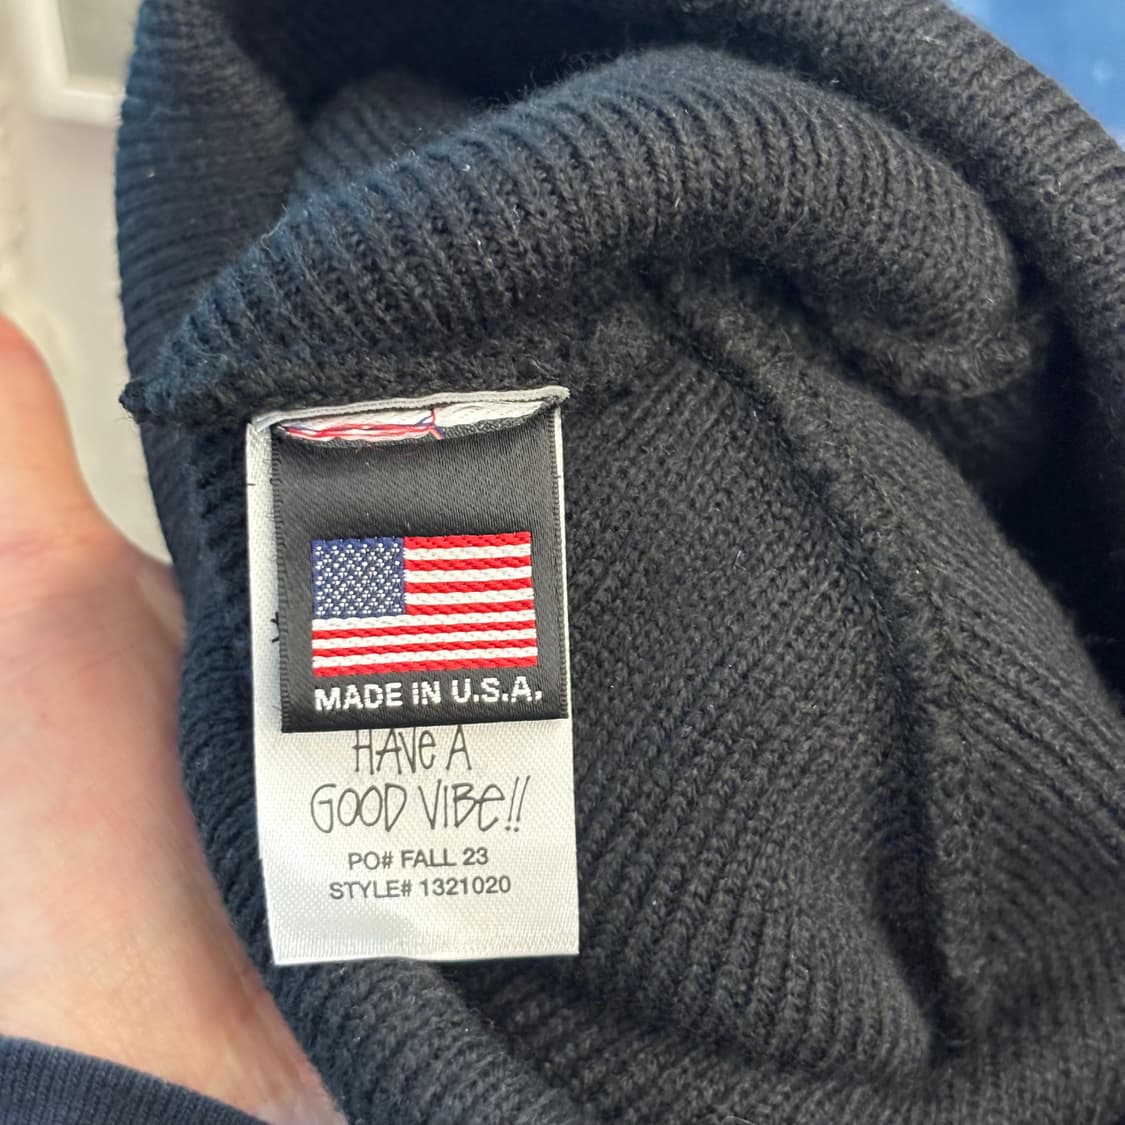 MADE IN U.S.A.
HAVE A
GOOD VIBE!!
PO# FALL 23
STYLE# 1321020